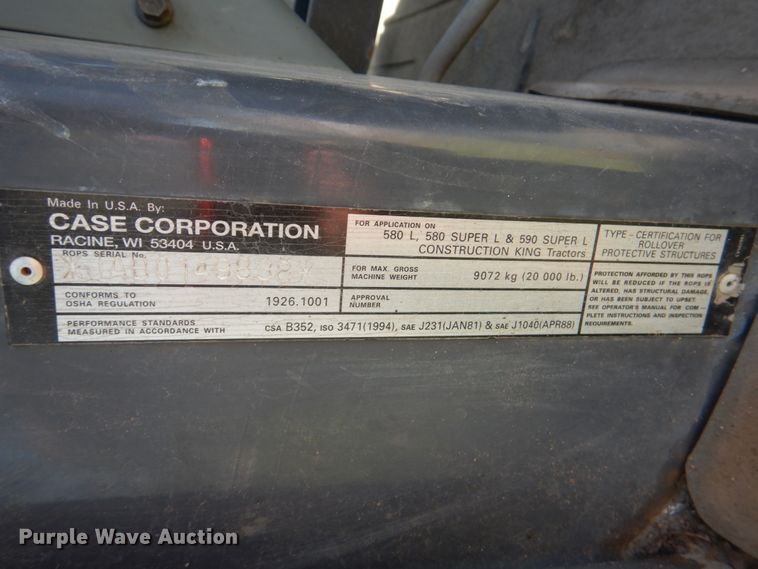 Made in U.S.A. By:
CASE CORPORATION
RACINE, WI 53404 U.S.A.
ROPS SERIAL No.
CONFORMS TO
OSHA REGULATION
1926.1001
PERFORMANCE STANDARDS
MEASURED IN ACCORDANCE WITH
CSA B352, ISO 3471(1994), SAE J231(JAN81) & SAE J1040(APR88)
FOR APPLICATION ON
580 L, 580 SUPER L & 590 SUPER L
CONSTRUCTION KING Tractors
FOR MAX. GROSS
MACHINE WEIGHT
9072 kg (20 000 lb.)
APPROVAL
NUMBER
TYPE - CERTIFICATION FOR
ROLLOVER
PROTECTIVE STRUCTURES
PROTECTION AFFORDED BY THIS ROPS
WILL BE REDUCED IF THE ROPS IS
ALTERED, HAS STRUCTURAL DAMAGE,
OR HAS BEEN SUBJECT TO UPSET.
SEE OPERATOR'S MANUAL FOR COM
PLETE INSTRUCTIONS AND INSPECTION
REQUIREMENTS.
Purple Wave Auction